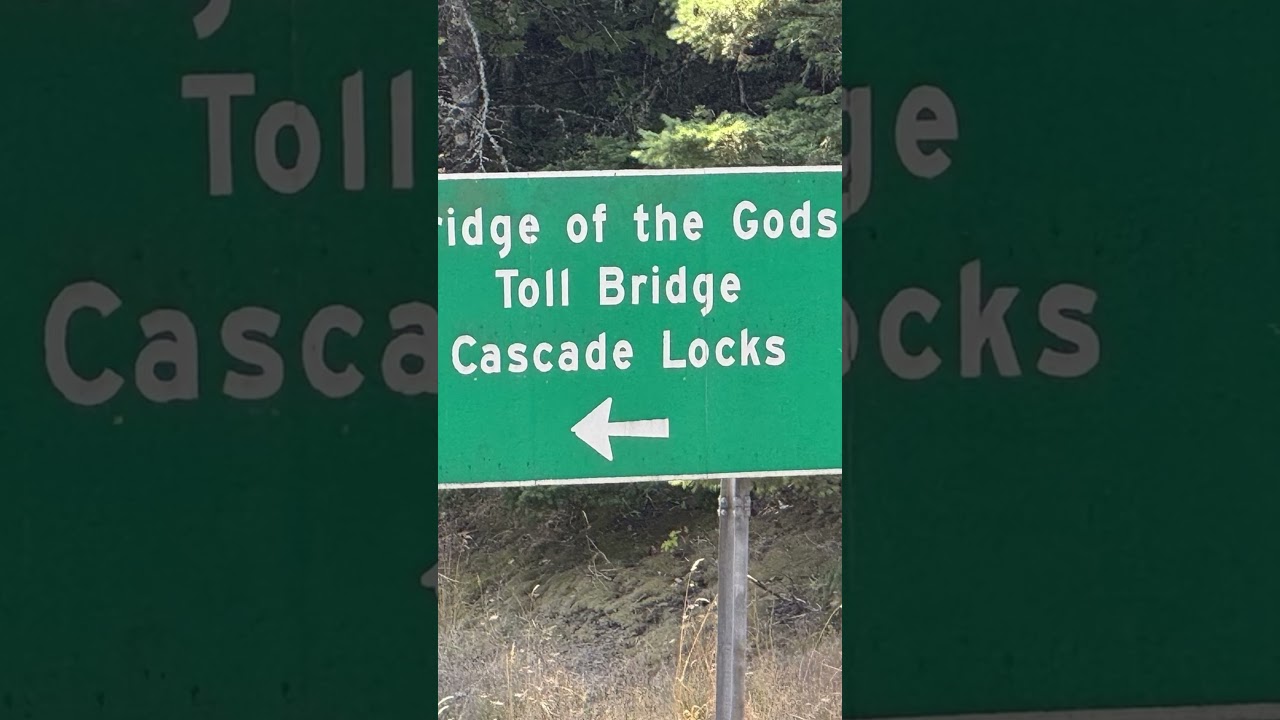 ridge of the Gods
Toll Bridge
Cascade Locks